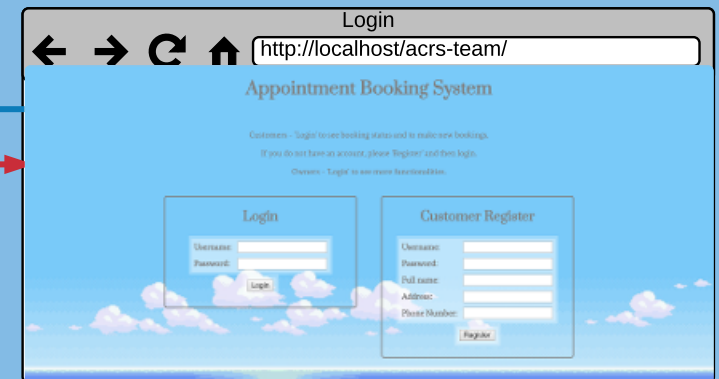 Login
http://localhost/acrs-team/
Appointment Booking System
Customers - 'Login' to see booking status and to make new bookings.
If you do not have an account, please 'Register' and then login.
Owners - 'Login' to see more functionalities.
Login
Username:
Password:
Login
Customer Register
Username:
Password:
Full name:
Address:
Phone Number:
Register